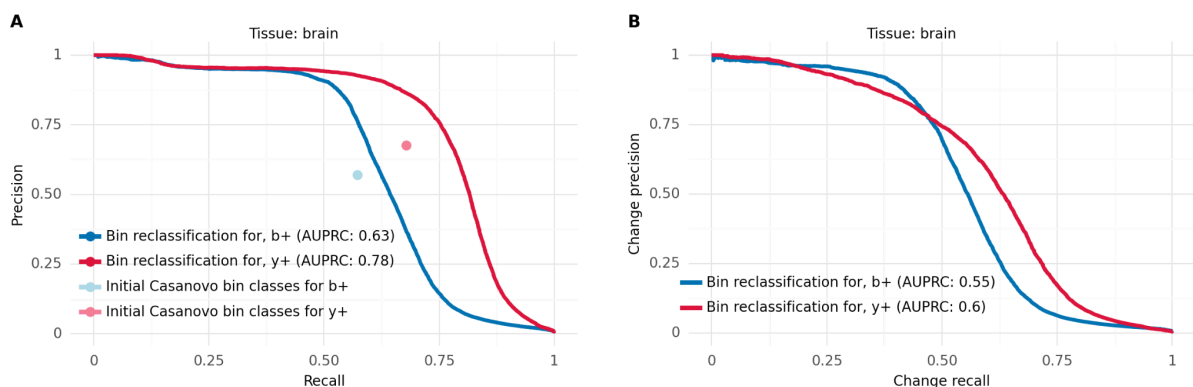 A
Tissue: brain
Precision
1
0.75
0.50
0.25
0
Bin reclassification for, b+ (AUPRC: 0.63)
Bin reclassification for, y+ (AUPRC: 0.78)
Initial Casanovo bin classes for b+
Initial Casanovo bin classes for y+
0
0.25
0.50
0.75
1
Recall
B
Tissue: brain
Change precision
1
0.75
0.50
0.25
0
Bin reclassification for, b+ (AUPRC: 0.55)
Bin reclassification for, y+ (AUPRC: 0.6)
0
0.25
0.50
0.75
1
Change recall